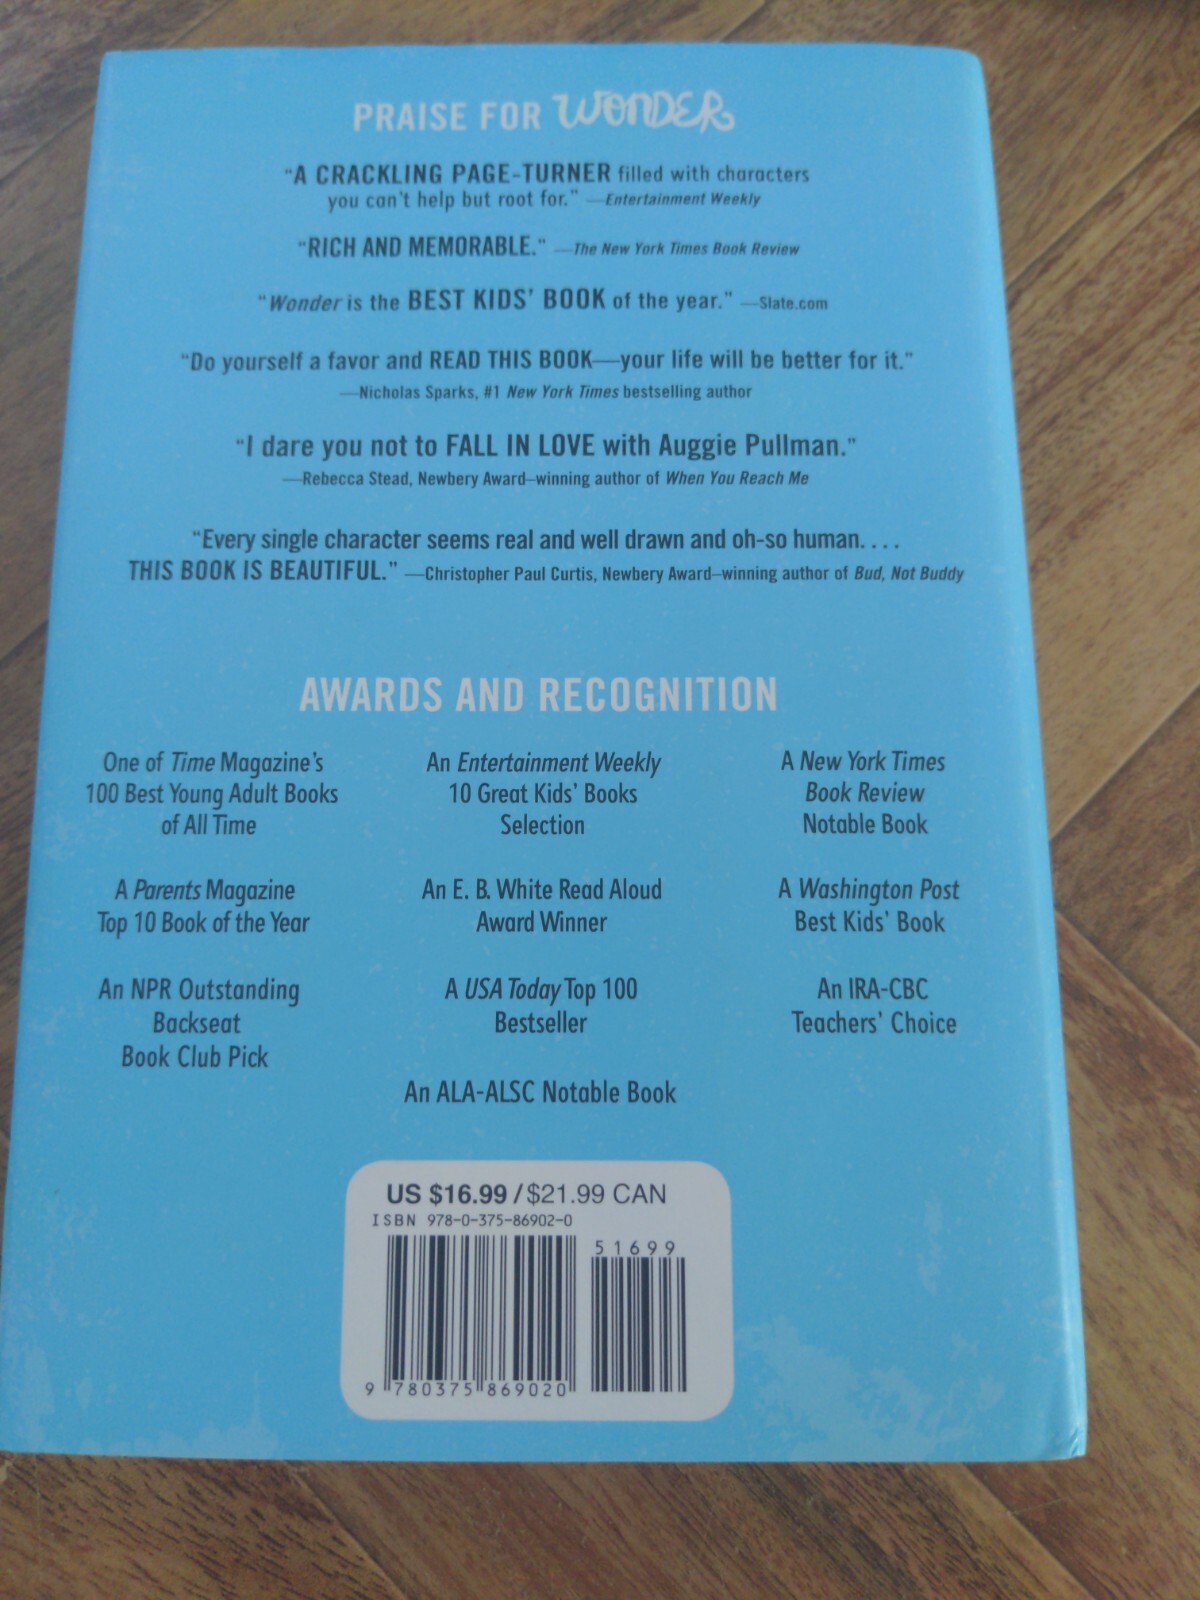 PRAISE FOR WONDER
“A CRACKLING PAGE-TURNER filled with characters
you can't help but root for.” —Entertainment Weekly
“RICH AND MEMORABLE.” —The New York Times Book Review
“Wonder is the BEST KIDS' BOOK of the year.” —Slate.com
“Do yourself a favor and READ THIS BOOK—your life will be better for it.”
—Nicholas Sparks, #1 New York Times bestselling author
“I dare you not to FALL IN LOVE with Auggie Pullman.”
—Rebecca Stead, Newbery Award–winning author of When You Reach Me
“Every single character seems real and well drawn and oh-so human. . . .
THIS BOOK IS BEAUTIFUL.” —Christopher Paul Curtis, Newbery Award–winning author of Bud, Not Buddy
AWARDS AND RECOGNITION
One of Time Magazine's
100 Best Young Adult Books
of All Time
An Entertainment Weekly
10 Great Kids' Books
Selection
A New York Times
Book Review
Notable Book
A Parents Magazine
Top 10 Book of the Year
An E. B. White Read Aloud
Award Winner
A Washington Post
Best Kids' Book
An NPR Outstanding
Backseat
Book Club Pick
A USA Today Top 100
Bestseller
An IRA-CBC
Teachers' Choice
An ALA-ALSC Notable Book
US $16.99 / $21.99 CAN
ISBN 978-0-375-86902-0
51699
9 780375 869020